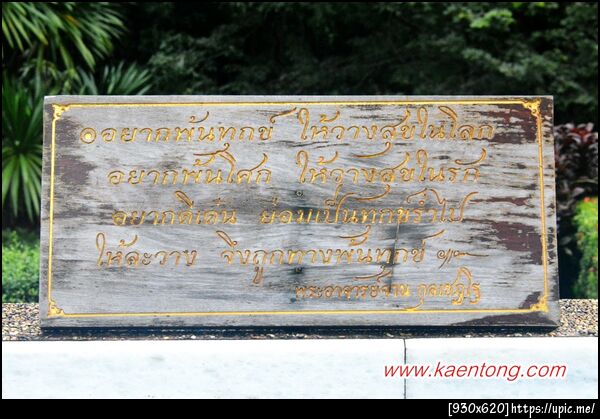 ๏อยากพ้นทุกข์ ให้วางสุขในโลก
อยากพ้นโศก ให้วางสุขในรัก
อยากดีเด่น ย่อมเป็นทุกข์ร่ำไป
ให้ละวาง จึงถูกทางพ้นทุกข์ ๚๛
พระอาจารย์จวน กุลเชฏฺโฐ
www.kaentong.com
[930x620]https://upic.me/